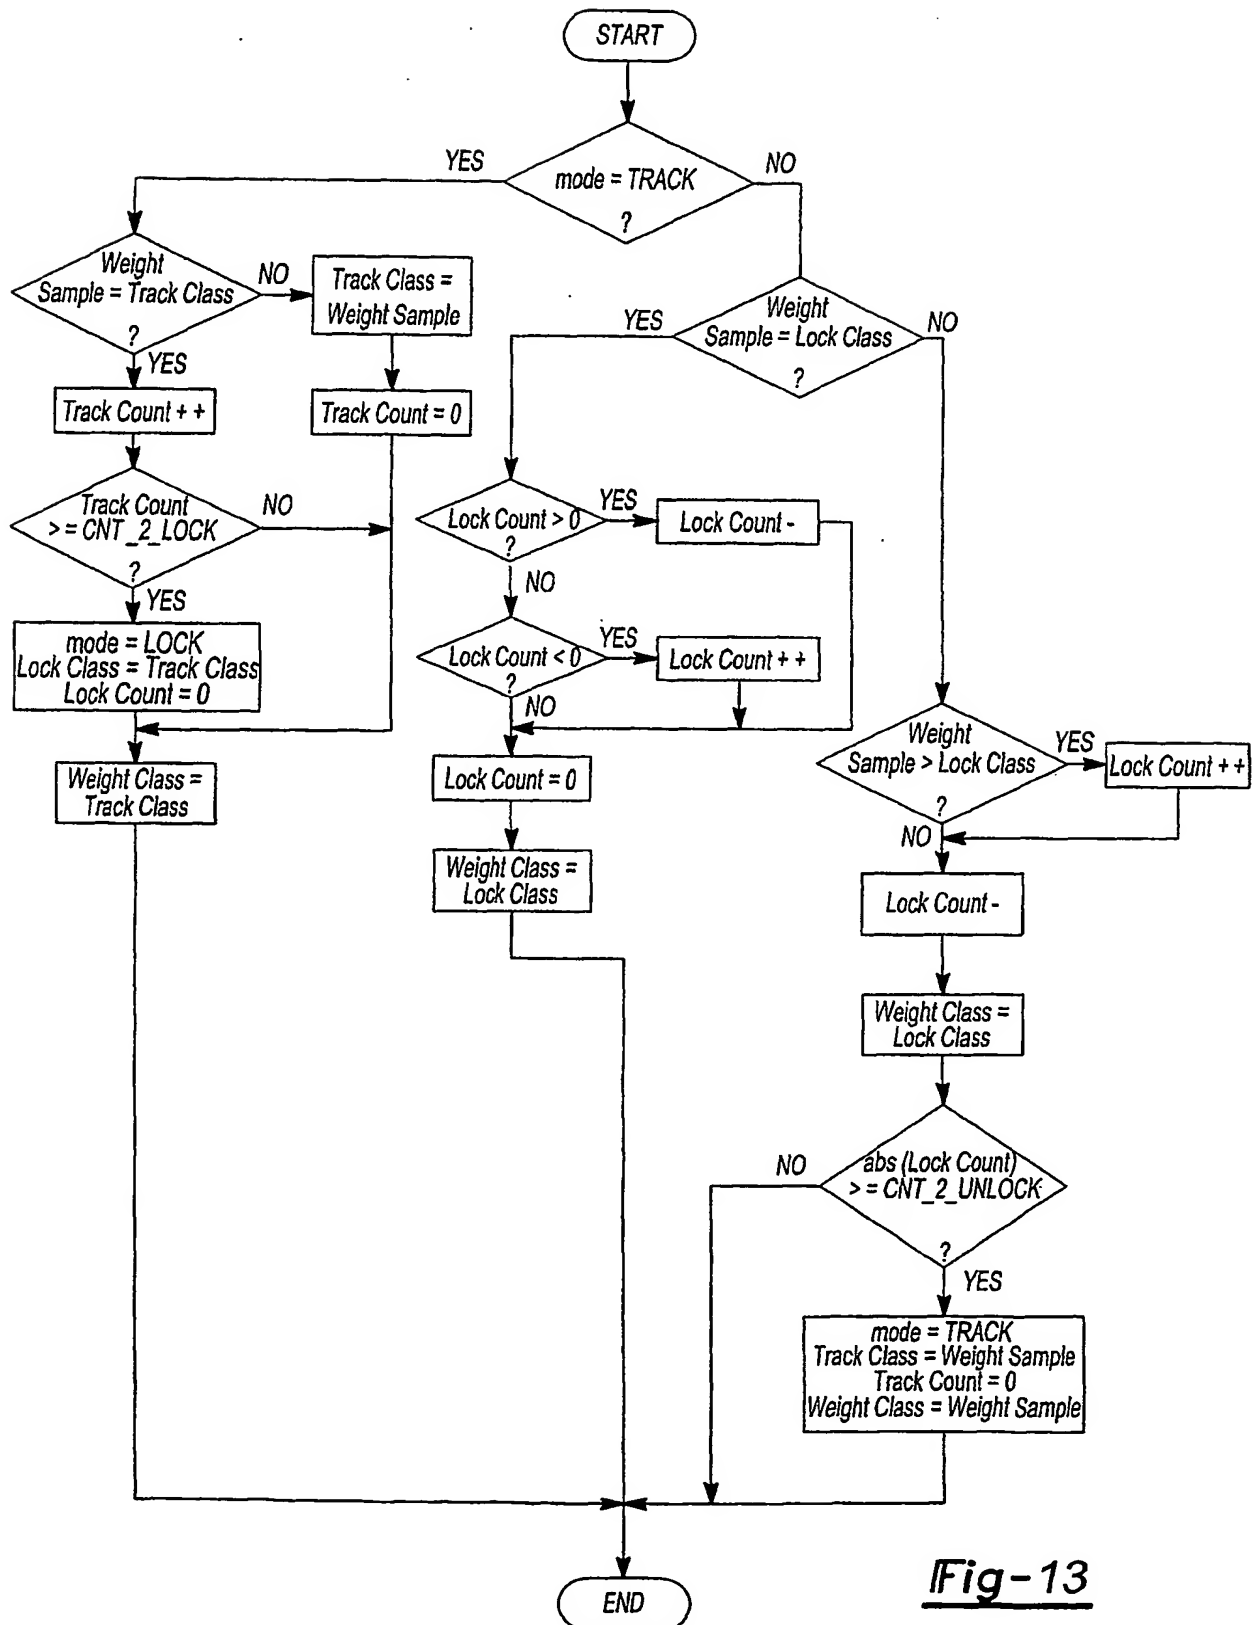 START
mode = TRACK
?
YES
NO
Weight
Sample = Track Class
?
NO
YES
Track Class =
Weight Sample
Track Count + +
Track Count = 0
Track Count
> = CNT_2_LOCK
?
NO
YES
mode = LOCK
Lock Class = Track Class
Lock Count = 0
Weight Class =
Track Class
Weight
Sample = Lock Class
?
YES
NO
Lock Count > 0
?
YES
NO
Lock Count -
Lock Count < 0
?
YES
NO
Lock Count + +
Lock Count = 0
Weight Class =
Lock Class
Weight
Sample > Lock Class
?
YES
NO
Lock Count + +
Lock Count -
Weight Class =
Lock Class
abs (Lock Count)
> = CNT_2_UNLOCK
?
NO
YES
mode = TRACK
Track Class = Weight Sample
Track Count = 0
Weight Class = Weight Sample
END
Fig-13